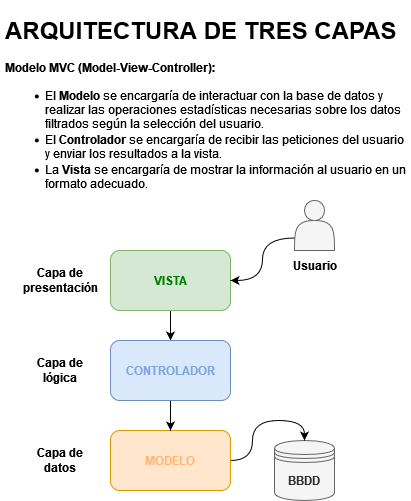 ARQUITECTURA DE TRES CAPAS
Modelo MVC (Model-View-Controller):
• El Modelo se encargaría de interactuar con la base de datos y
realizar las operaciones estadísticas necesarias sobre los datos
filtrados según la selección del usuario.
• El Controlador se encargaría de recibir las peticiones del usuario
y enviar los resultados a la vista.
• La Vista se encargaría de mostrar la información al usuario en un
formato adecuado.
Usuario
Capa de
presentación
VISTA
Capa de
lógica
CONTROLADOR
Capa de
datos
MODELO
BBDD